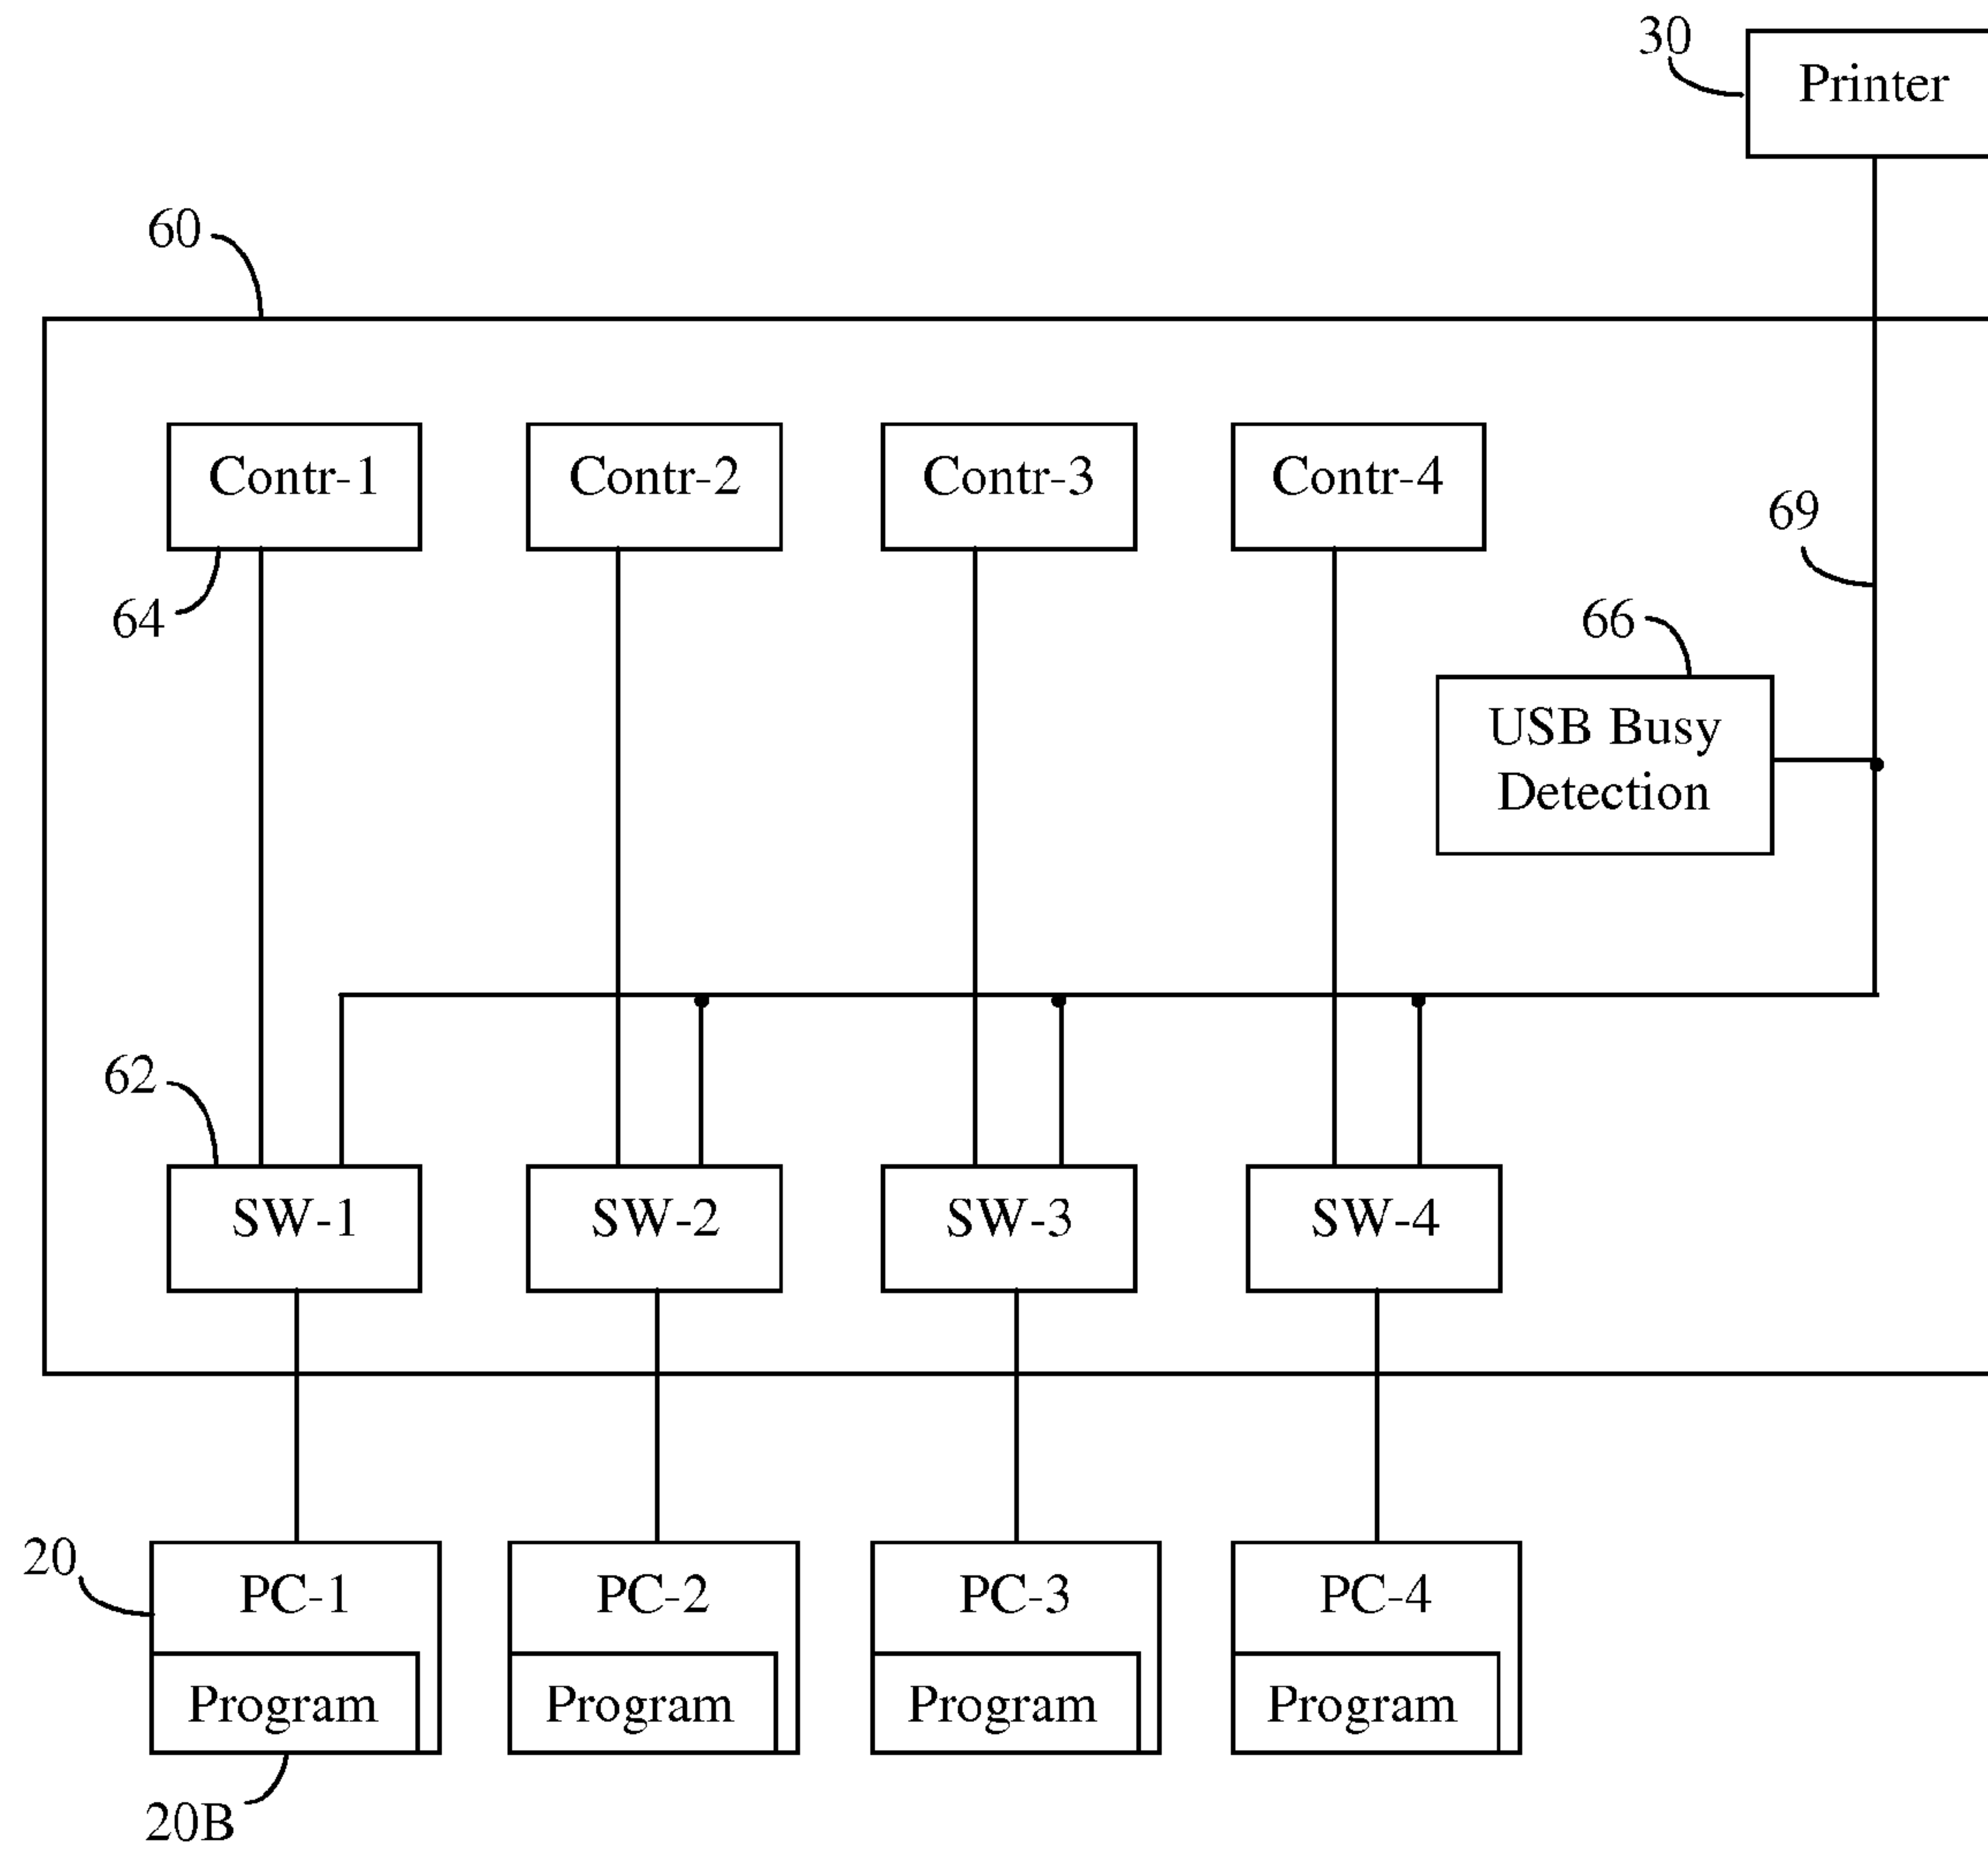 30
Printer
60
Contr-1
Contr-2
Contr-3
Contr-4
69
64
66
USB Busy
Detection
62
SW-1
SW-2
SW-3
SW-4
20
PC-1
PC-2
PC-3
PC-4
Program
Program
Program
Program
20B